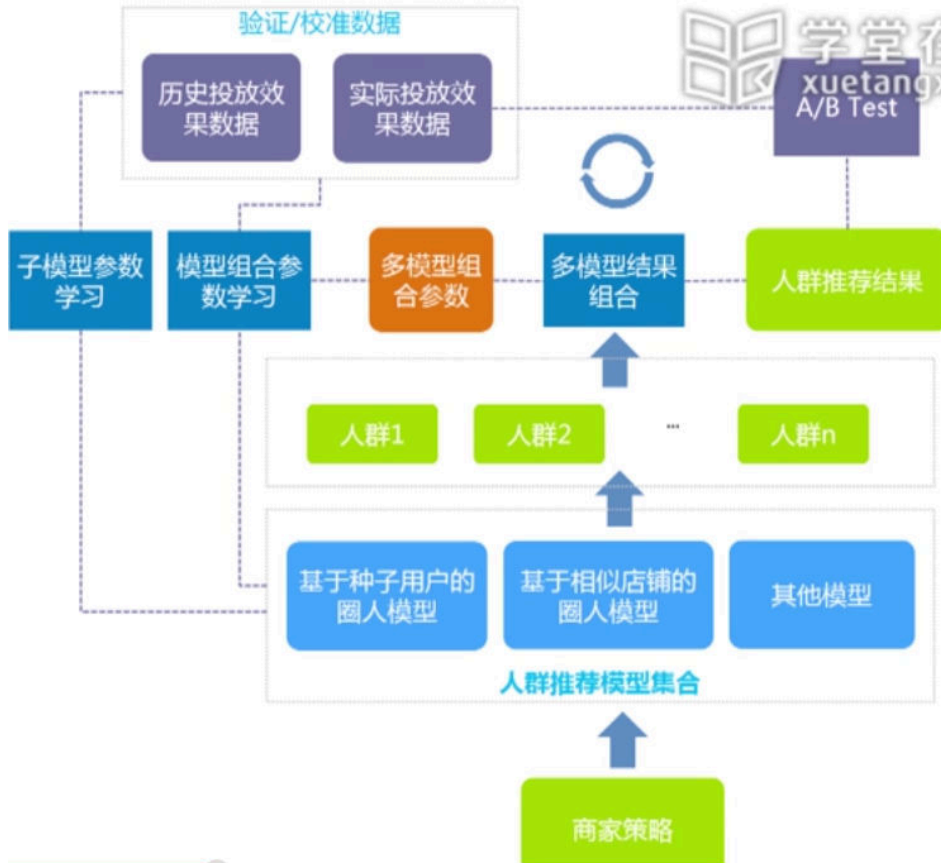 验证/校准数据
学堂在
xuetangx
历史投放效
果数据
实际投放效
果数据
A/B Test
子模型参数
学习
模型组合参
数学习
多模型组
合参数
多模型结果
组合
人群推荐结果
人群1
人群2
...
人群n
基于种子用户的
圈人模型
基于相似店铺的
圈人模型
其他模型
人群推荐模型集合
商家策略